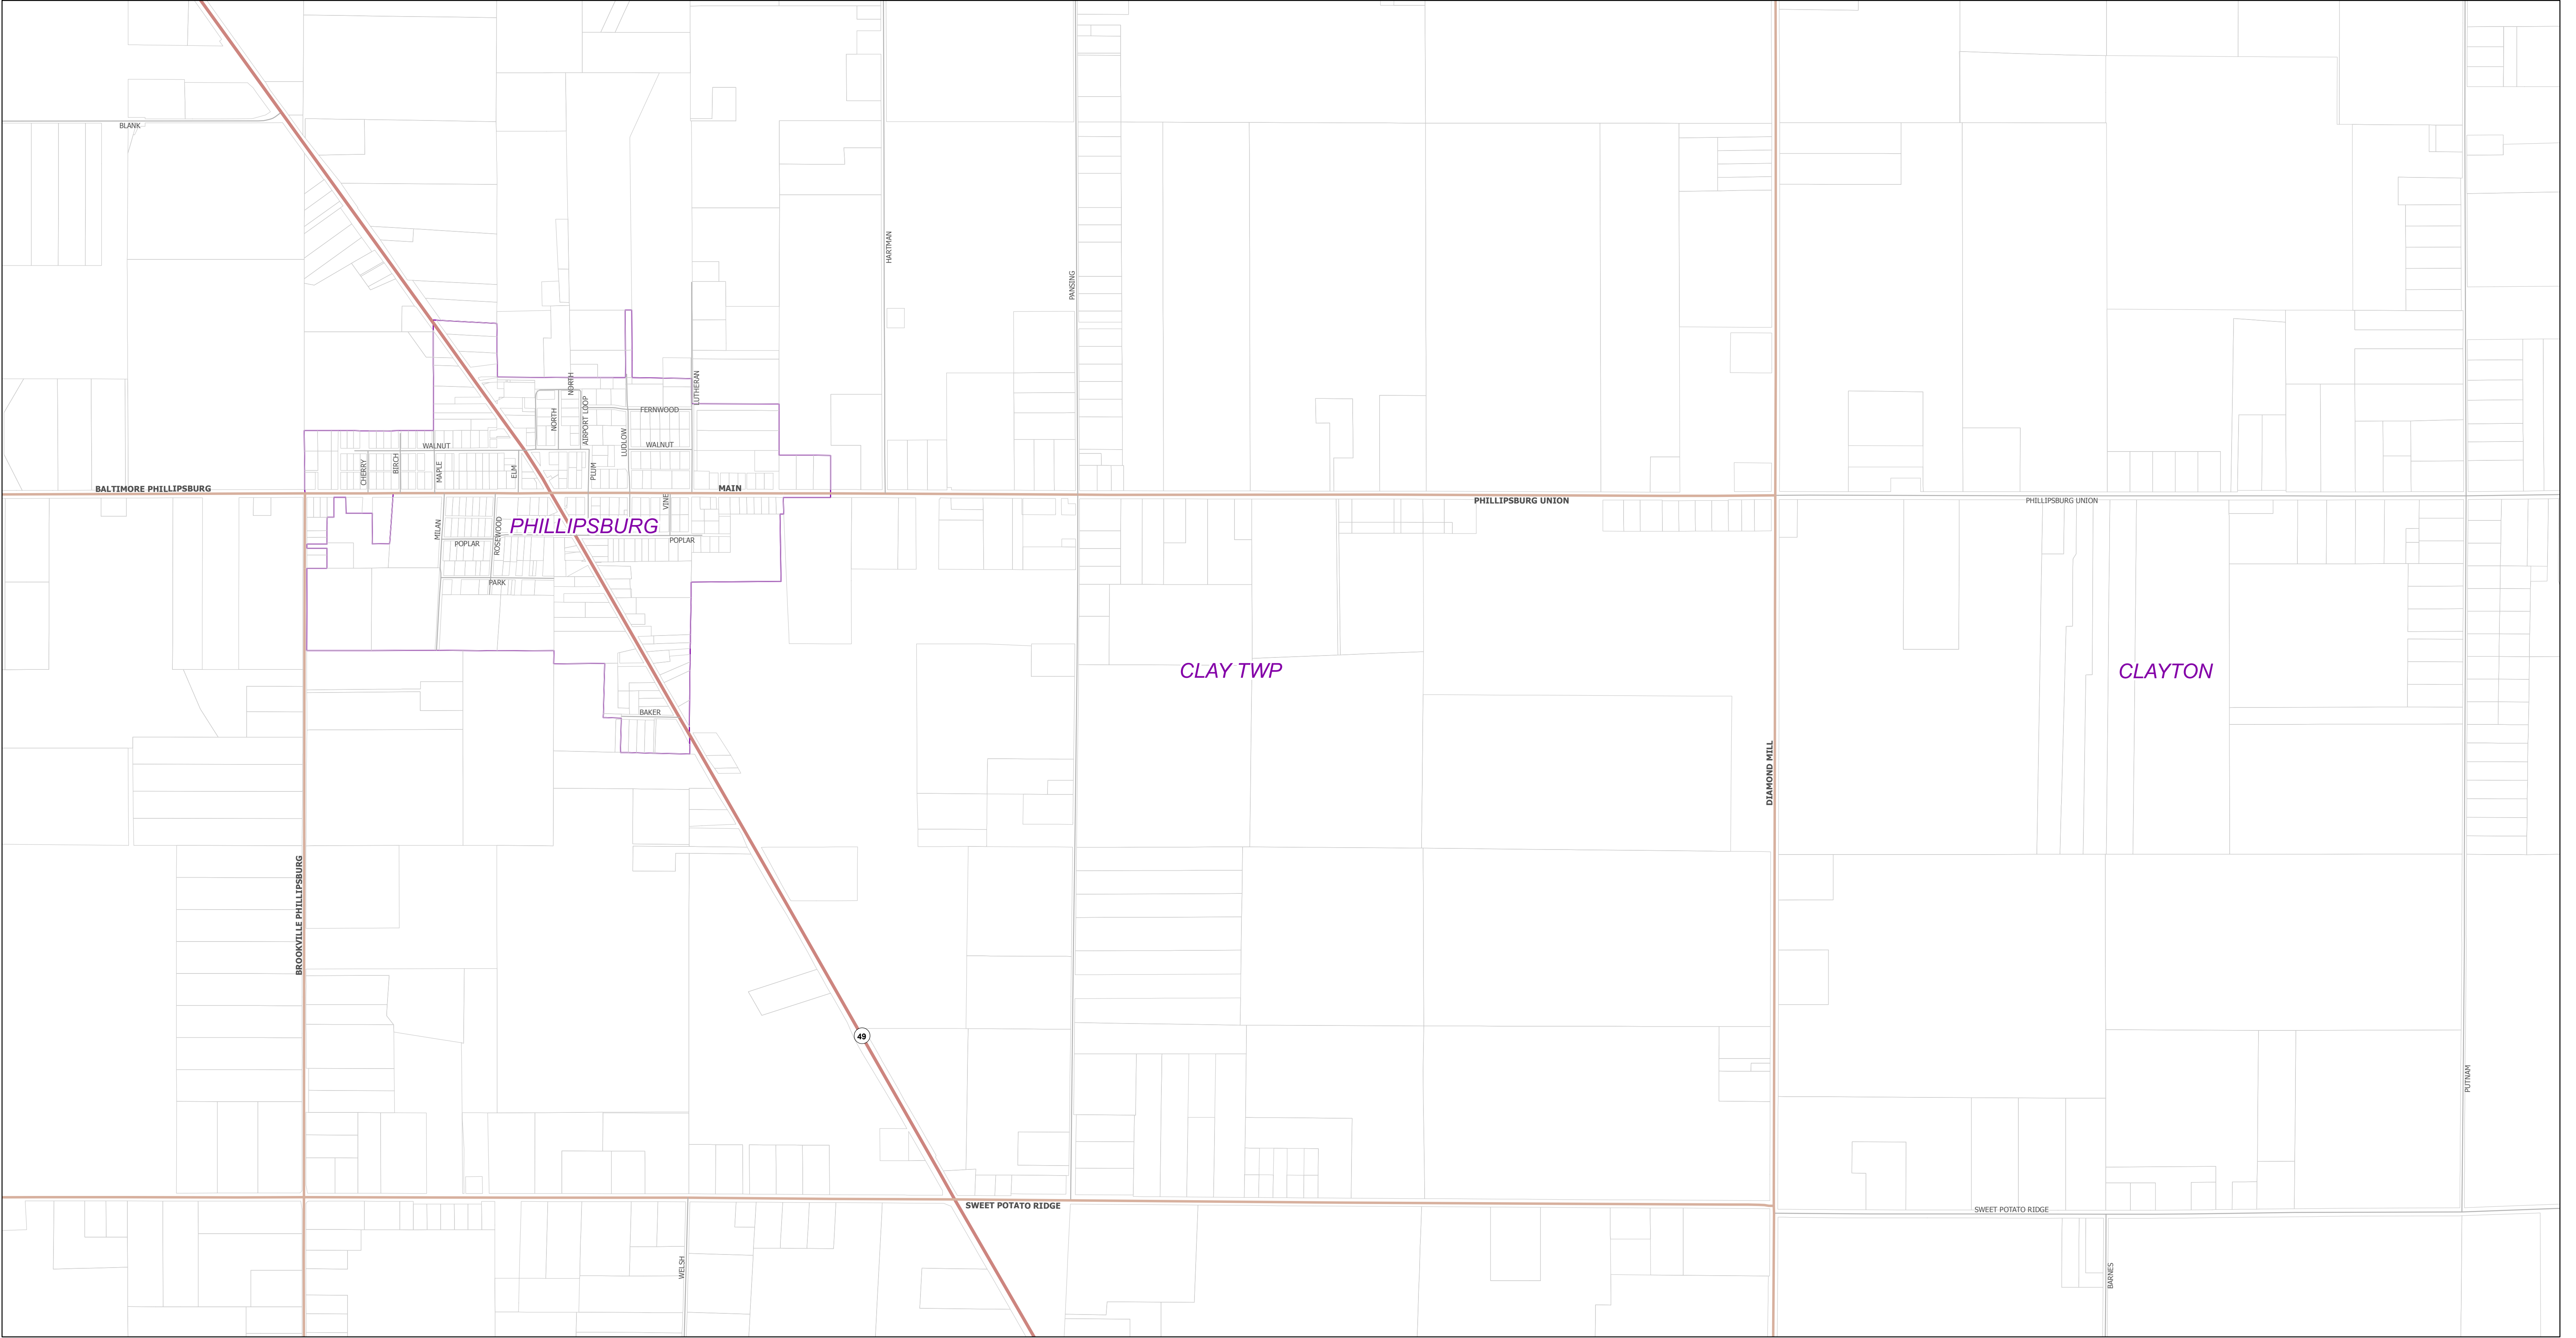 BLANK
HARTMAN
PANSING
NORTH
LUTHERAN
FERNWOOD
NORTH
AIRPORT LOOP
LUDLOW
WALNUT
WALNUT
CHERRY
BIRCH
MAPLE
ELM
PLUM
BALTIMORE PHILLIPSBURG
MAIN
VINE
PHILLIPSBURG UNION
PHILLIPSBURG UNION
MILAN
ROSEWOOD
PHILLIPSBURG
POPLAR
POPLAR
PARK
CLAY TWP
CLAYTON
BAKER
DIAMOND MILL
BROOKVILLE PHILLIPSBURG
49
PUTNAM
SWEET POTATO RIDGE
SWEET POTATO RIDGE
WELSH
BARNES